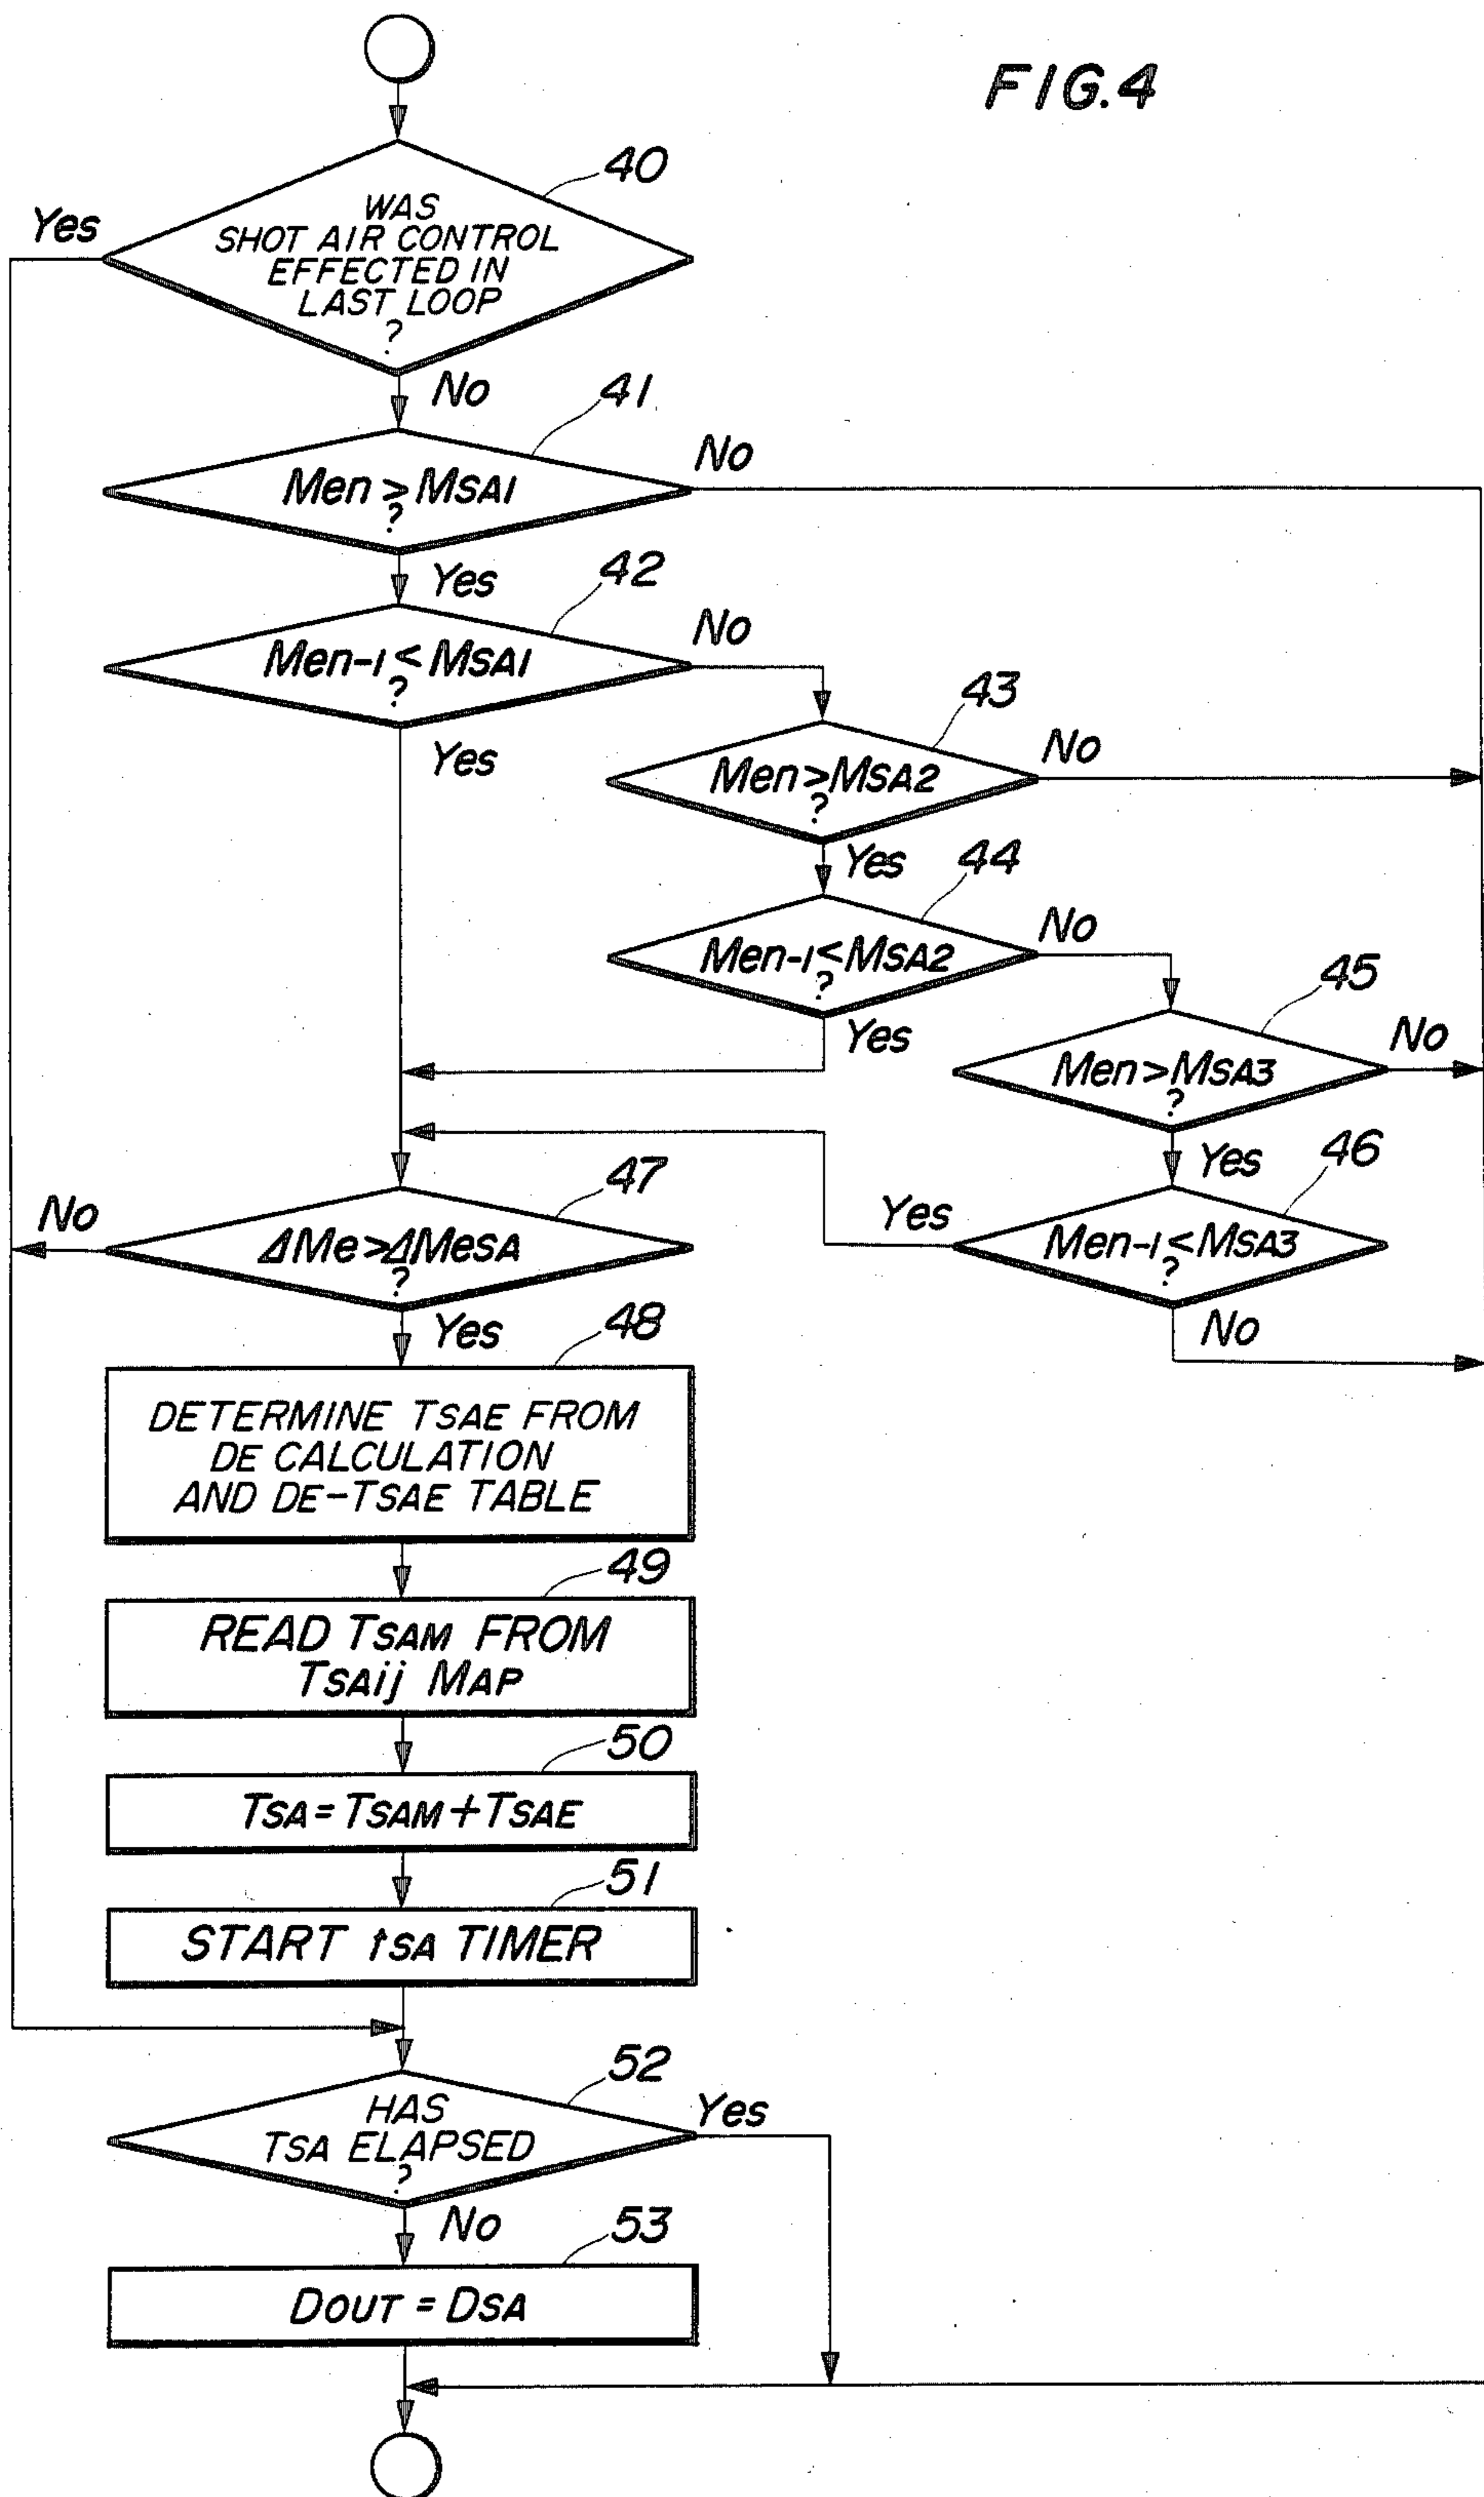 FIG.4
40
WAS
SHOT AIR CONTROL
EFFECTED IN
LAST LOOP
?
Yes
No
41
Men > MSA1
?
No
Yes
42
Men-1 < MSA1
?
No
Yes
43
Men > MSA2
?
No
Yes
44
Men-1 < MSA2
?
No
Yes
45
Men > MSA3
?
No
Yes
46
Men-1 < MSA3
?
Yes
No
47
ΔMe > ΔMeSA
?
No
Yes
48
DETERMINE TSAE FROM
DE CALCULATION
AND DE-TSAE TABLE
49
READ TSAM FROM
TSAij MAP
50
TSA = TSAM + TSAE
51
START tSA TIMER
52
HAS
TSA ELAPSED
?
Yes
No
53
DOUT = DSA